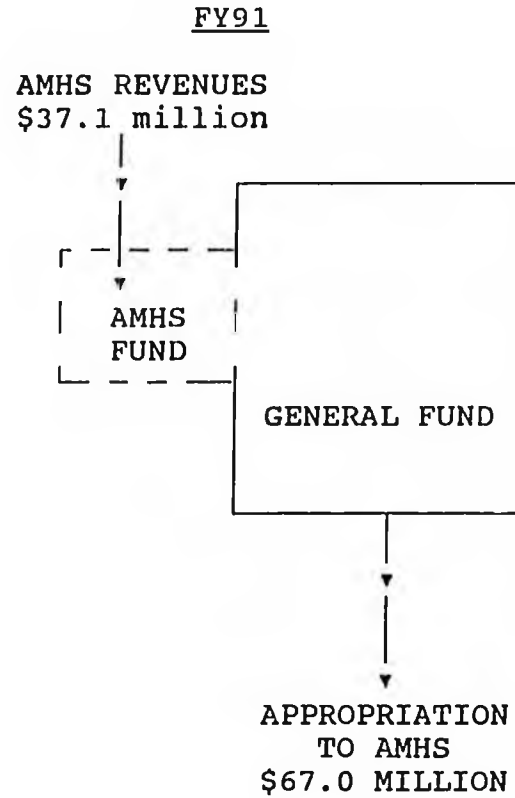 FY91
AMHS REVENUES
$37.1 million
AMHS
FUND
GENERAL FUND
APPROPRIATION
TO AMHS
$67.0 MILLION